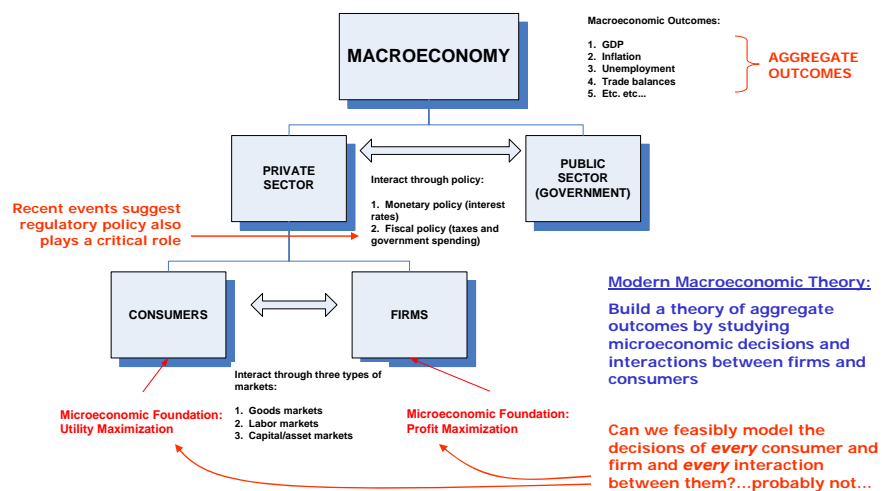 Macroeconomic Outcomes:
1. GDP
2. Inflation
3. Unemployment
4. Trade balances
5. Etc. etc...
AGGREGATE
OUTCOMES
MACROECONOMY
PRIVATE
SECTOR
PUBLIC
SECTOR
(GOVERNMENT)
Interact through policy:
1. Monetary policy (interest
rates)
2. Fiscal policy (taxes and
government spending)
Recent events suggest
regulatory policy also
plays a critical role
CONSUMERS
FIRMS
Interact through three types of
markets:
1. Goods markets
2. Labor markets
3. Capital/asset markets
Microeconomic Foundation:
Utility Maximization
Microeconomic Foundation:
Profit Maximization
Modern Macroeconomic Theory:
Build a theory of aggregate
outcomes by studying
microeconomic decisions and
interactions between firms and
consumers
Can we feasibly model the
decisions of every consumer and
firm and every interaction
between them?...probably not...